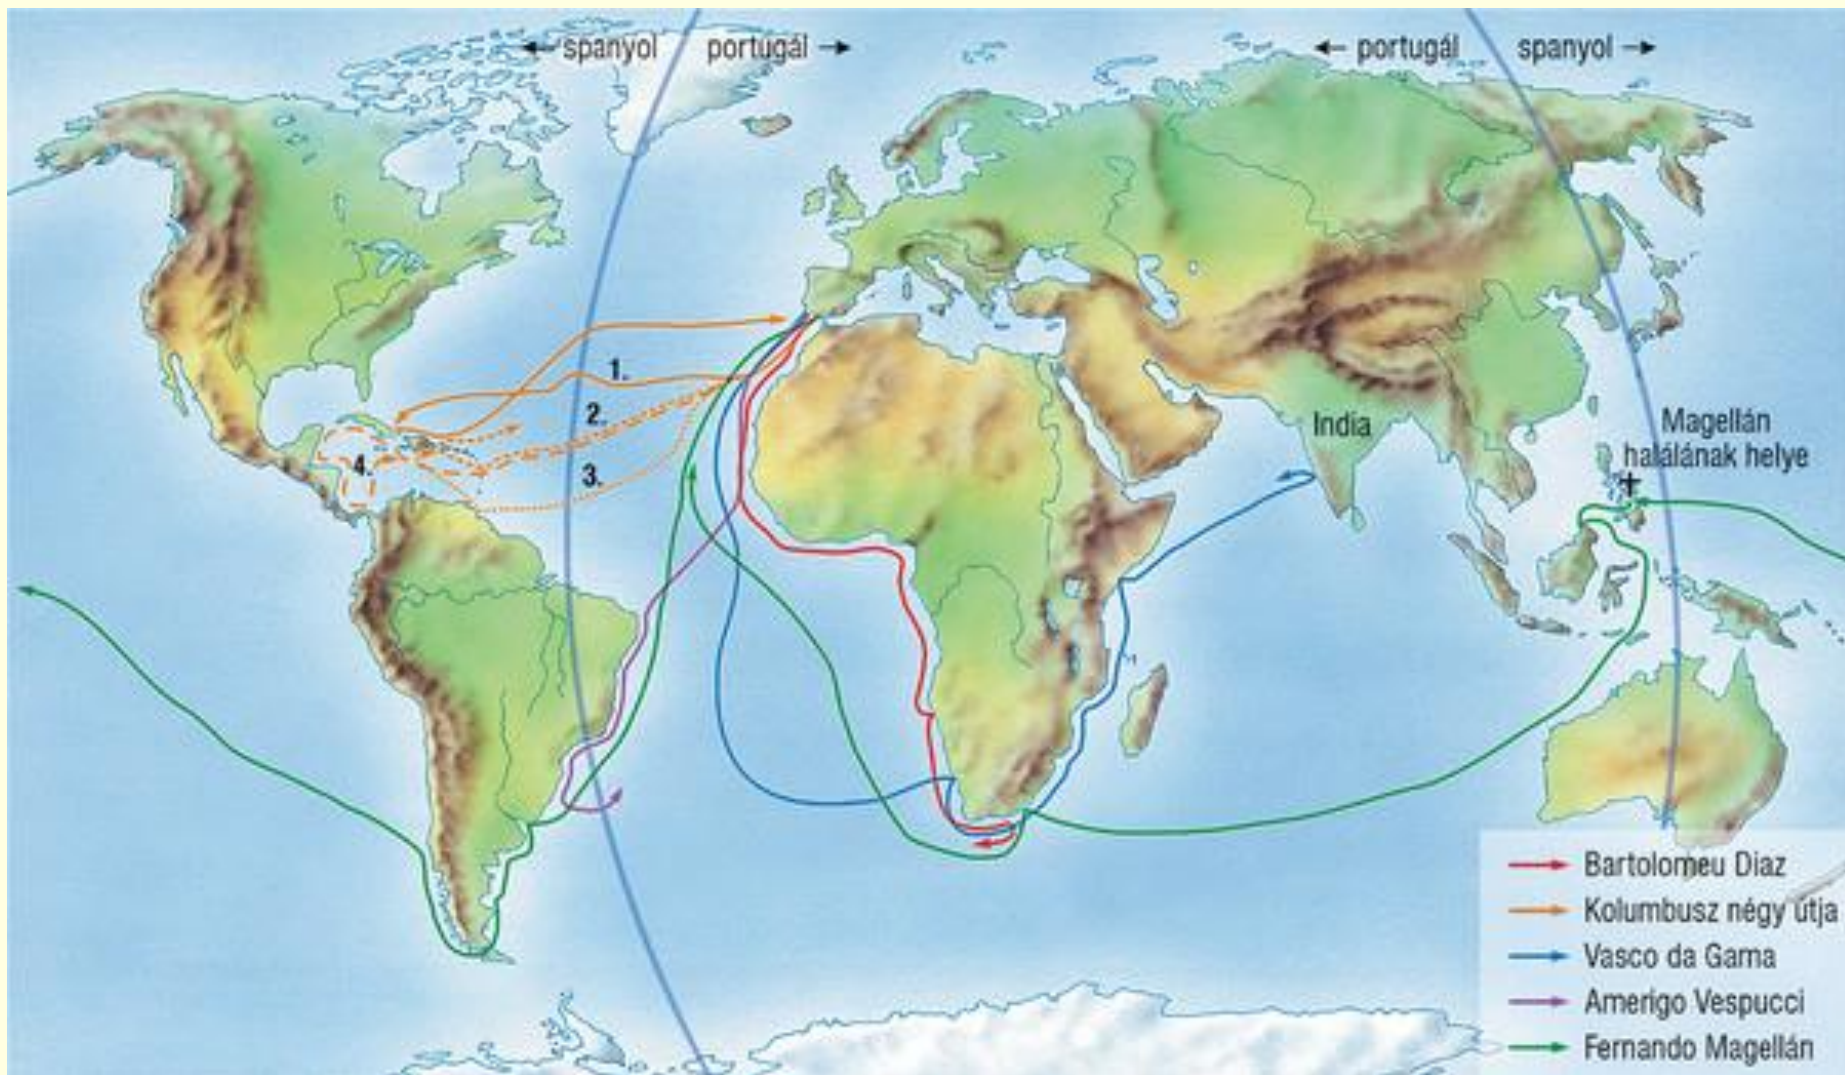 ← spanyol portugál →
← portugál spanyol →
1.
2.
3.
4.
India
Magellán
halálának helye
Bartolomeu Diaz
Kolumbusz négy útja
Vasco da Gama
Amerigo Vespucci
Fernando Magellán